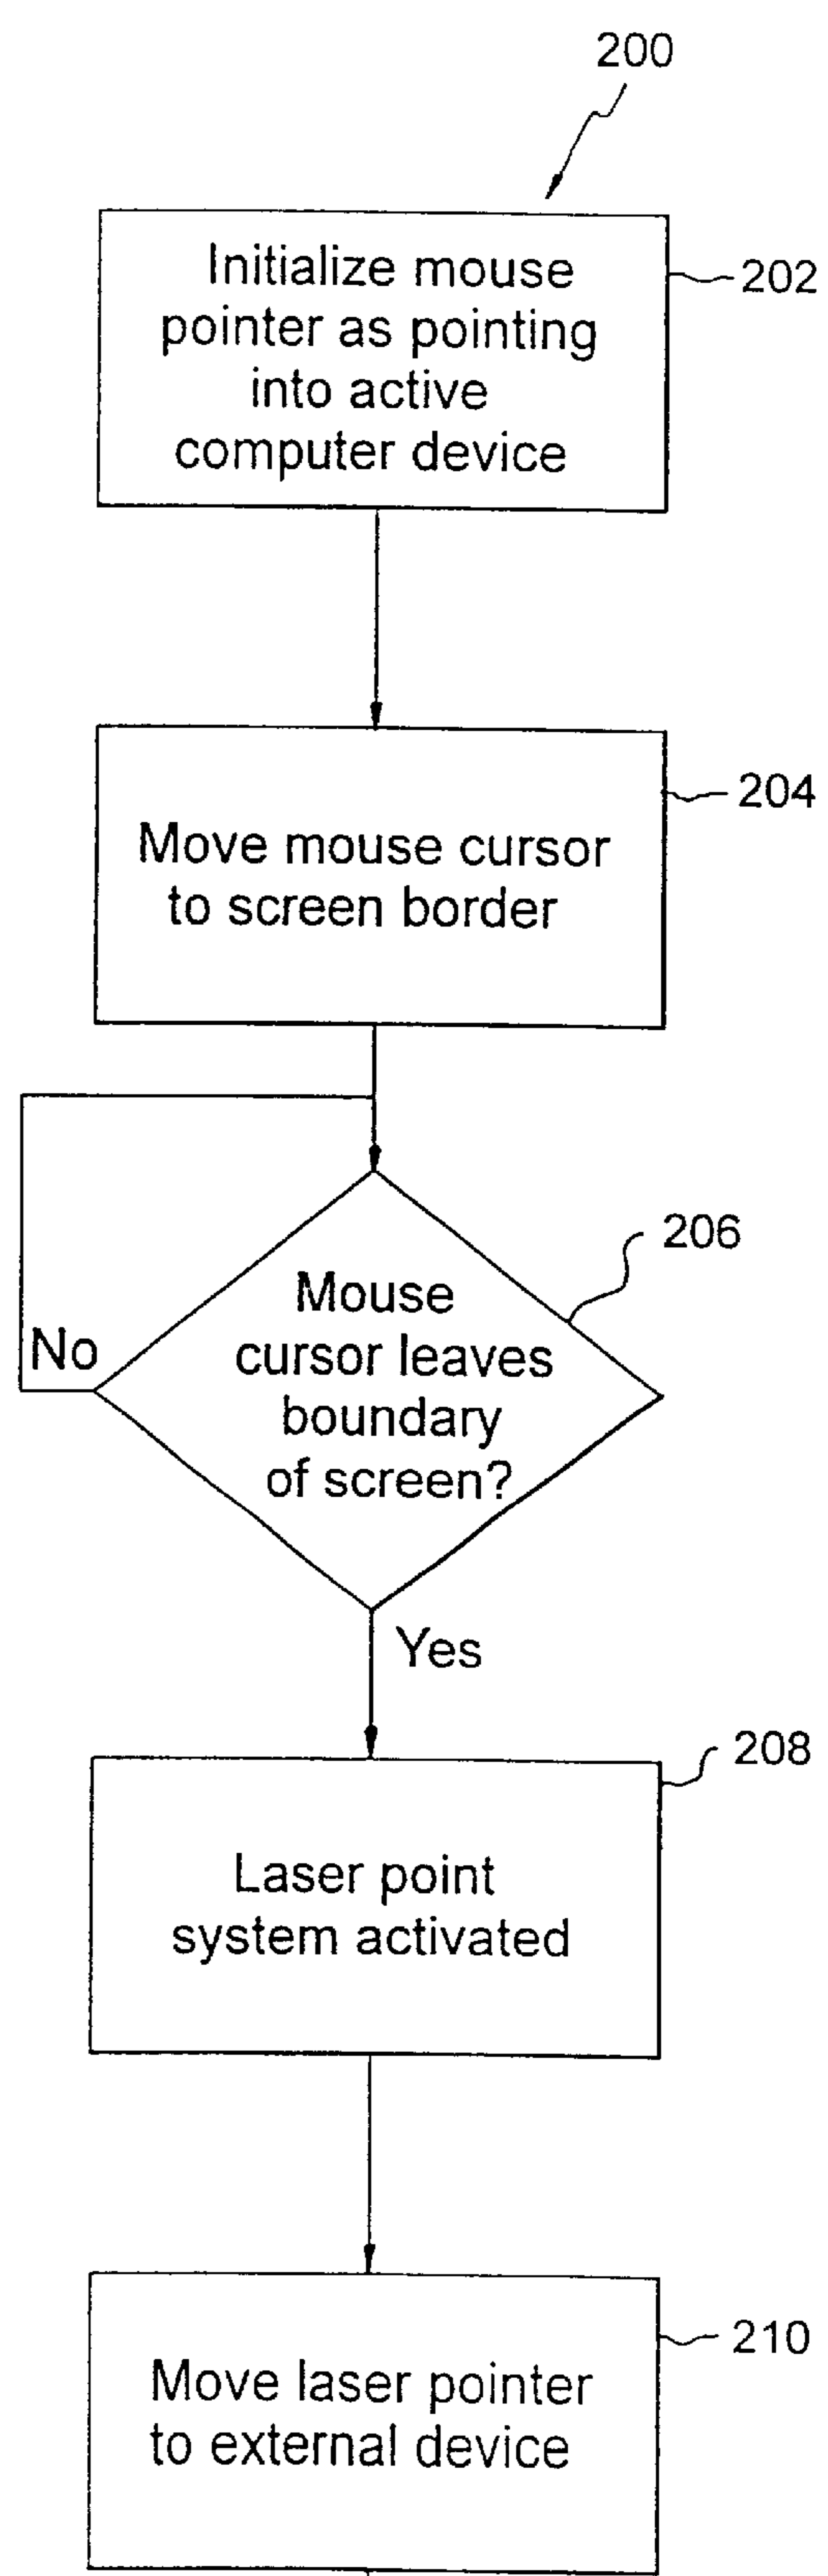 200
Initialize mouse
pointer as pointing
into active
computer device
202
Move mouse cursor
to screen border
204
Mouse
cursor leaves
boundary
of screen?
206
No
Yes
Laser point
system activated
208
Move laser pointer
to external device
210